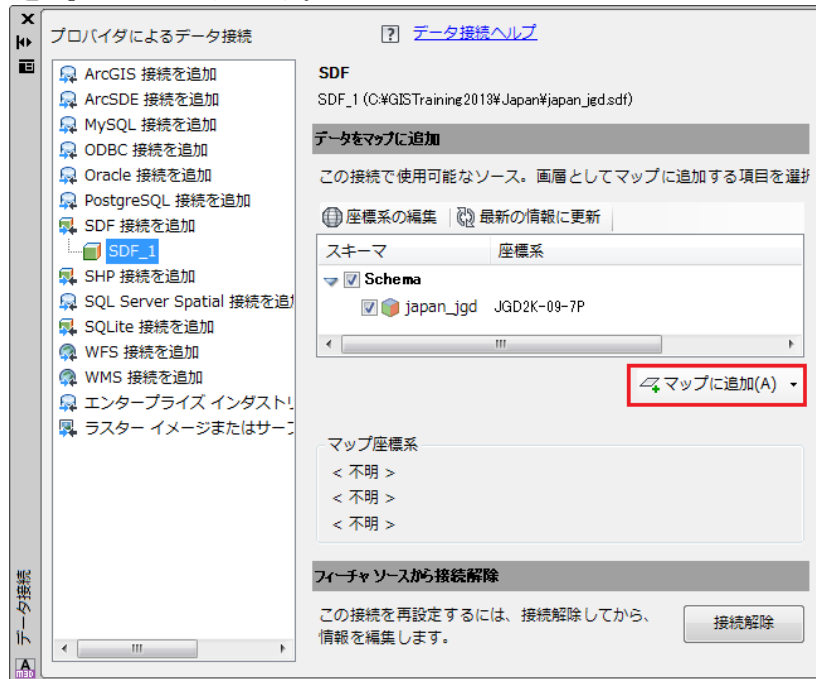 プロバイダによるデータ接続
データ接続ヘルプ
ArcGIS 接続を追加
ArcSDE 接続を追加
MySQL 接続を追加
ODBC 接続を追加
Oracle 接続を追加
PostgreSQL 接続を追加
SDF 接続を追加
SDF_1
SHP 接続を追加
SQL Server Spatial 接続を追
SQLite 接続を追加
WFS 接続を追加
WMS 接続を追加
エンタープライズ インダストリ
ラスター イメージまたはサーフ
SDF
SDF_1 (C:¥GISTraining2013¥Japan¥japan_jgd.sdf)
データをマップに追加
この接続で使用可能なソース。画層としてマップに追加する項目を選択
座標系の編集 最新の情報に更新
スキーマ 座標系
Schema
japan_jgd JGD2K-09-7P
マップに追加(A)
マップ座標系
< 不明 >
< 不明 >
< 不明 >
フィーチャ ソースから接続解除
この接続を再設定するには、接続解除してから、
情報を編集します。
接続解除
データ接続